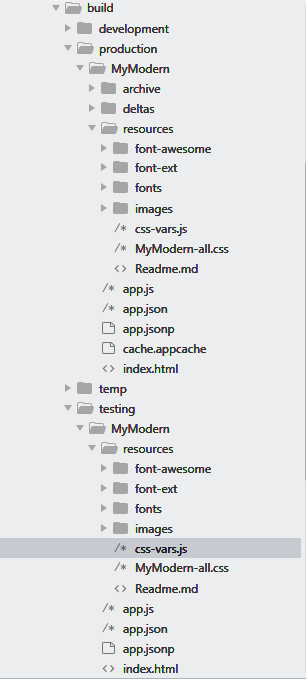 build
development
production
MyModern
archive
deltas
resources
font-awesome
font-ext
fonts
images
/* css-vars.js
/* MyModern-all.css
<> Readme.md
/* app.js
/* app.json
app.jsonp
cache.appcache
<> index.html
temp
testing
MyModern
resources
font-awesome
font-ext
fonts
images
/* css-vars.js
/* MyModern-all.css
<> Readme.md
/* app.js
/* app.json
app.jsonp
<> index.html